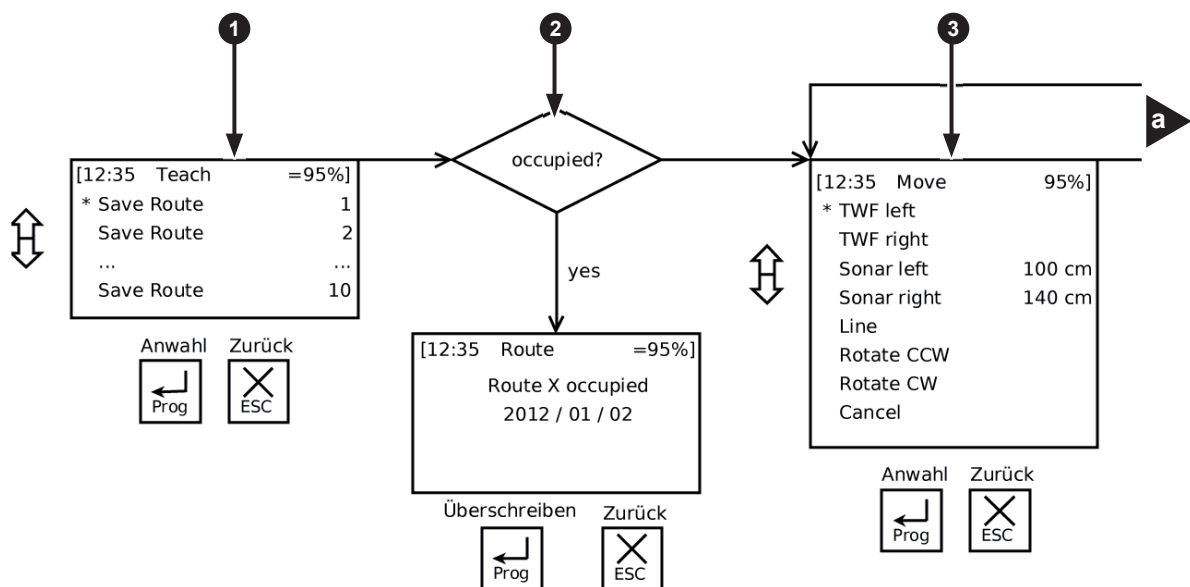 1
2
3
a
[12:35 Teach =95%]
* Save Route 1
Save Route 2
... ...
Save Route 10
Anwahl Zurück
Prog ESC
occupied?
yes
[12:35 Route =95%]
Route X occupied
2012 / 01 / 02
Überschreiben Zurück
Prog ESC
[12:35 Move 95%]
* TWF left
TWF right
Sonar left 100 cm
Sonar right 140 cm
Line
Rotate CCW
Rotate CW
Cancel
Anwahl Zurück
Prog ESC